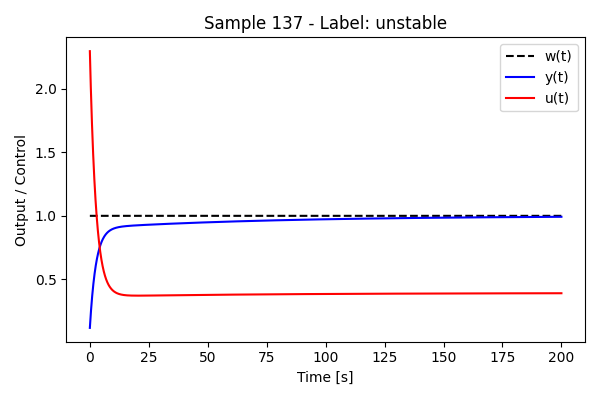 Sample 137 - Label: unstable
w(t)
y(t)
u(t)
Output / Control
2.0
1.5
1.0
0.5
0 25 50 75 100 125 150 175 200
Time [s]